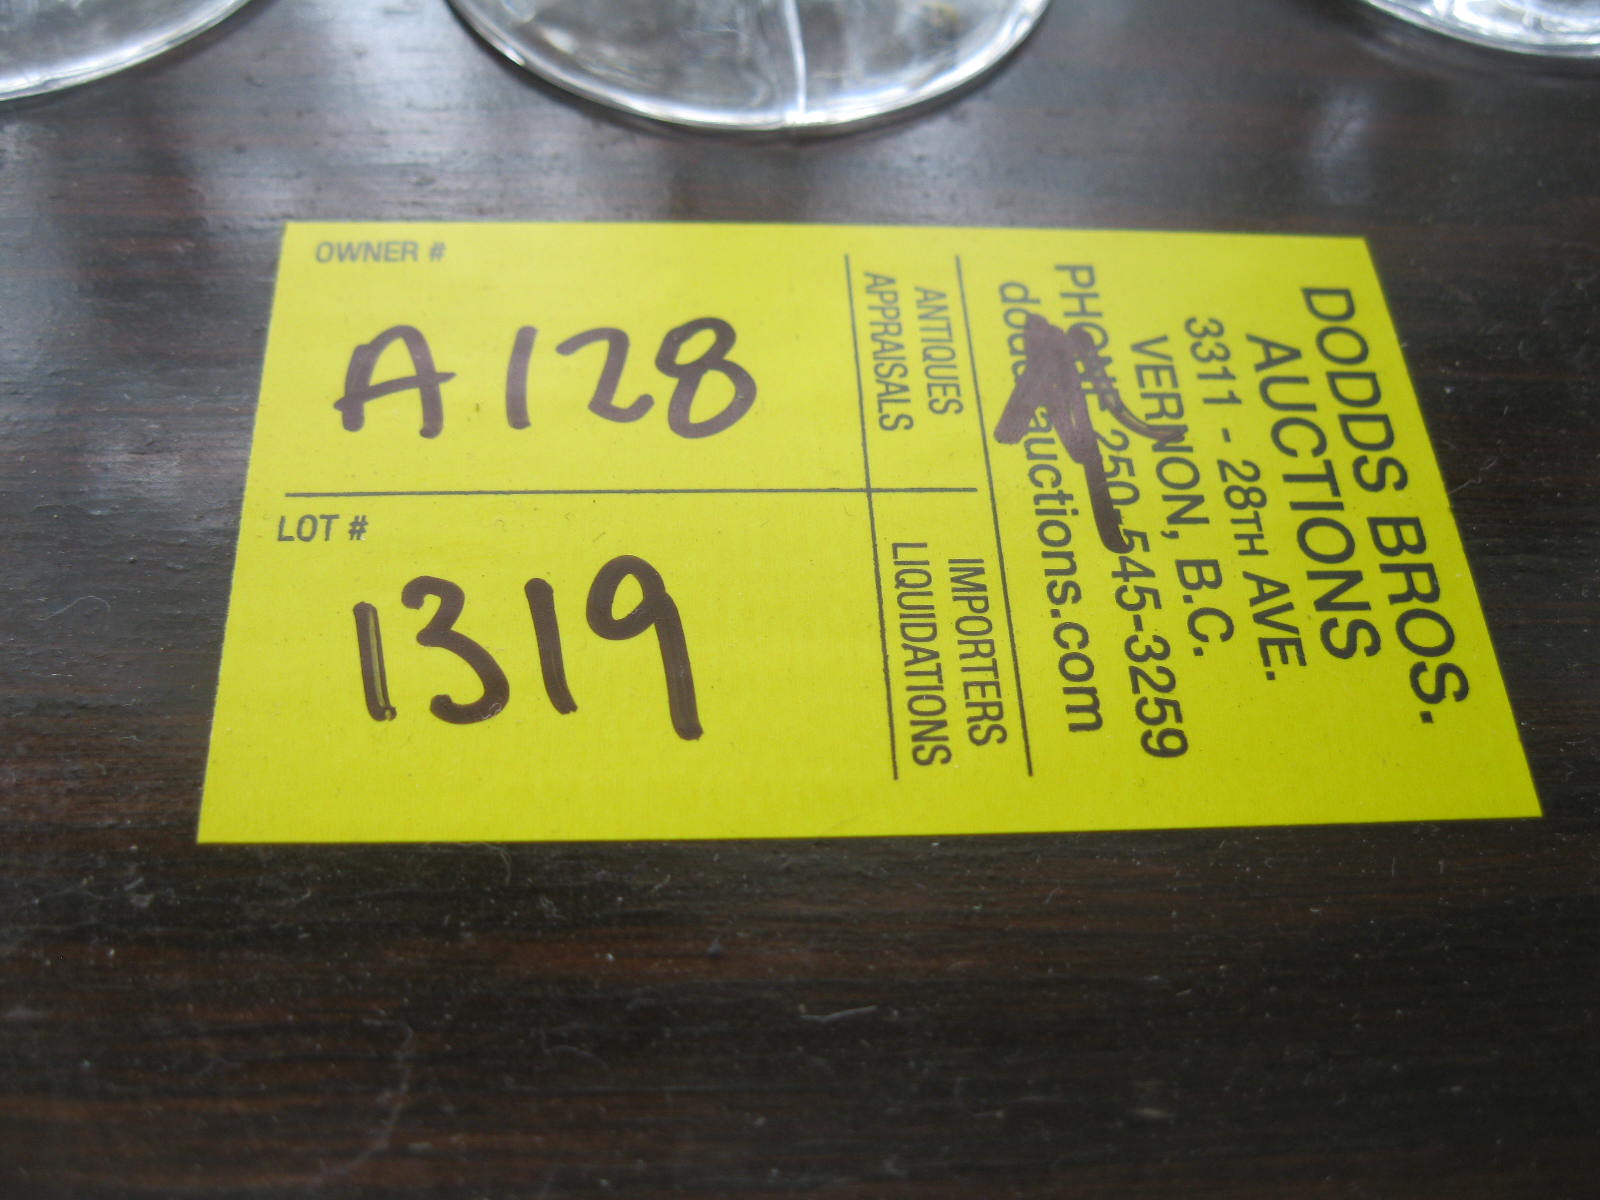 OWNER #
A128
LOT #
1319
ANTIQUES IMPORTERS
APPRAISALS LIQUIDATIONS
DODDS BROS.
AUCTIONS
3311 - 28TH AVE.
VERNON, B.C.
PHONE 250-545-3259
auctions.com